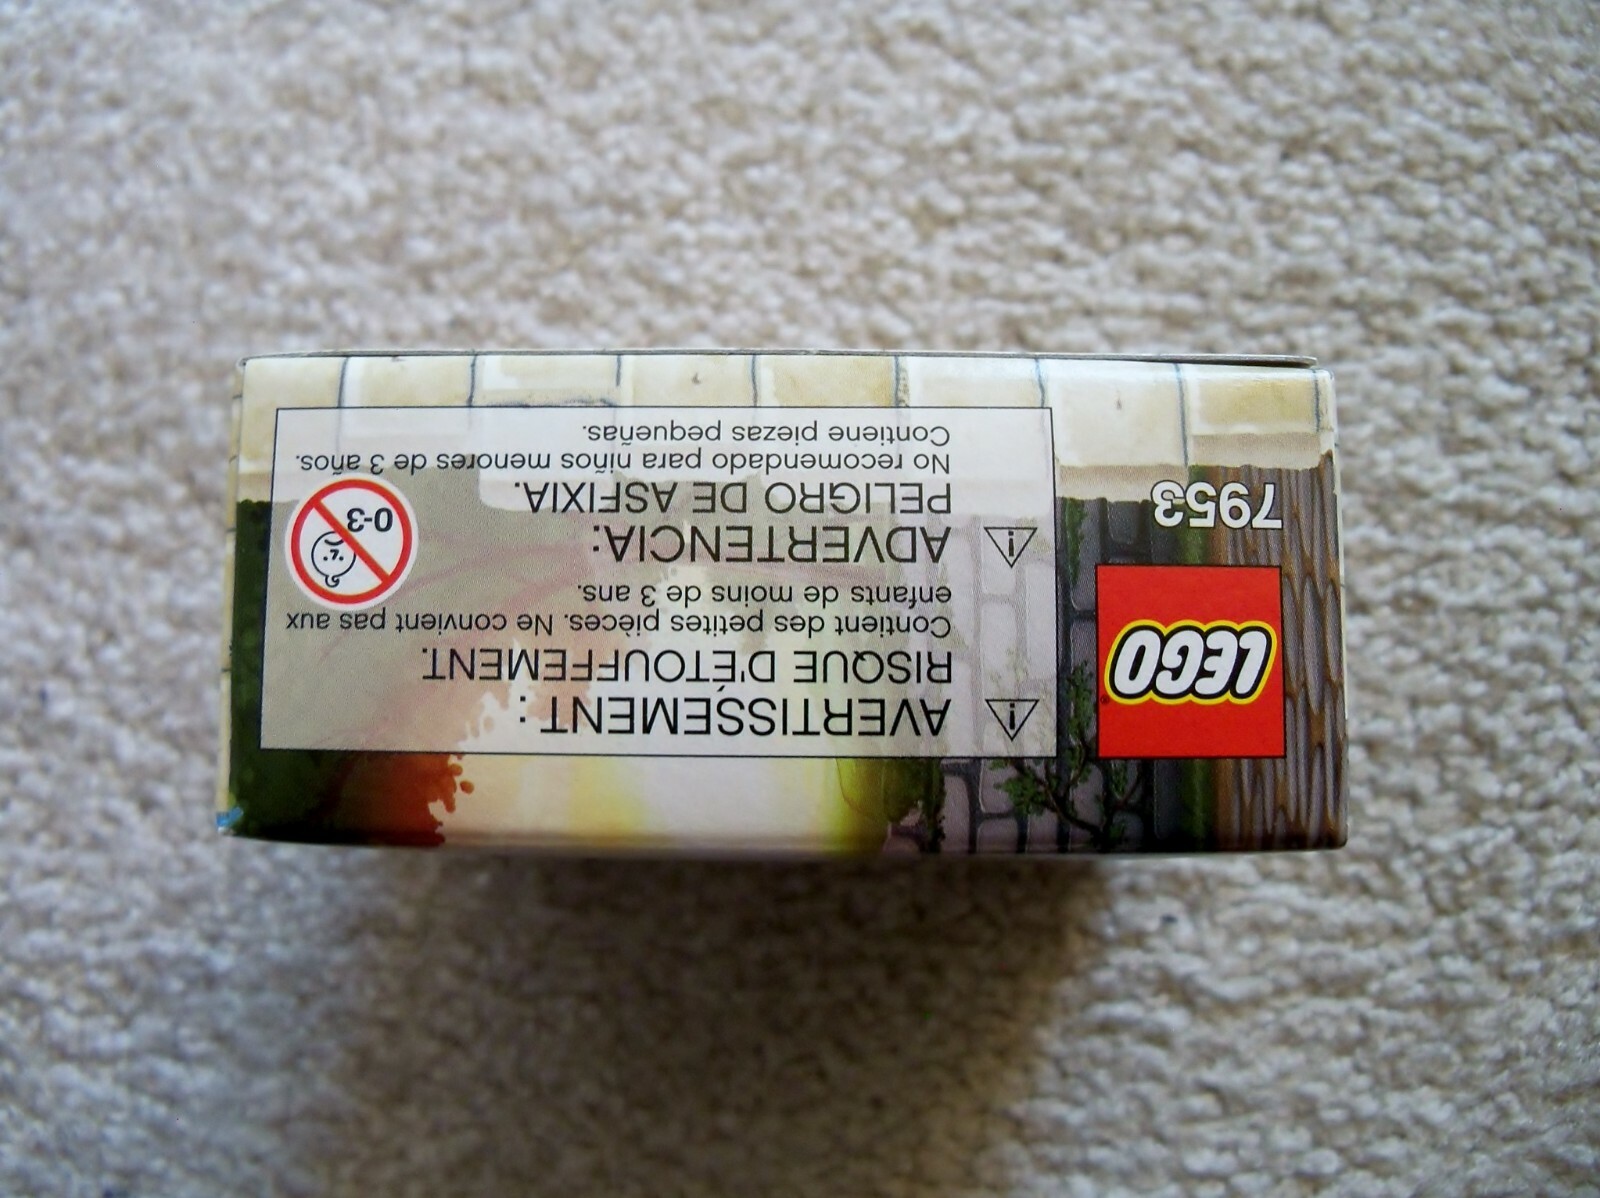 LEGO
7953
AVERTISSEMENT :
RISQUE D'ÉTOUFFEMENT.
Contient des petites pièces. Ne convient pas aux
enfants de moins de 3 ans.
ADVERTENCIA:
PELIGRO DE ASFIXIA.
No recomendado para niños menores de 3 años.
Contiene piezas pequeñas.
0-3